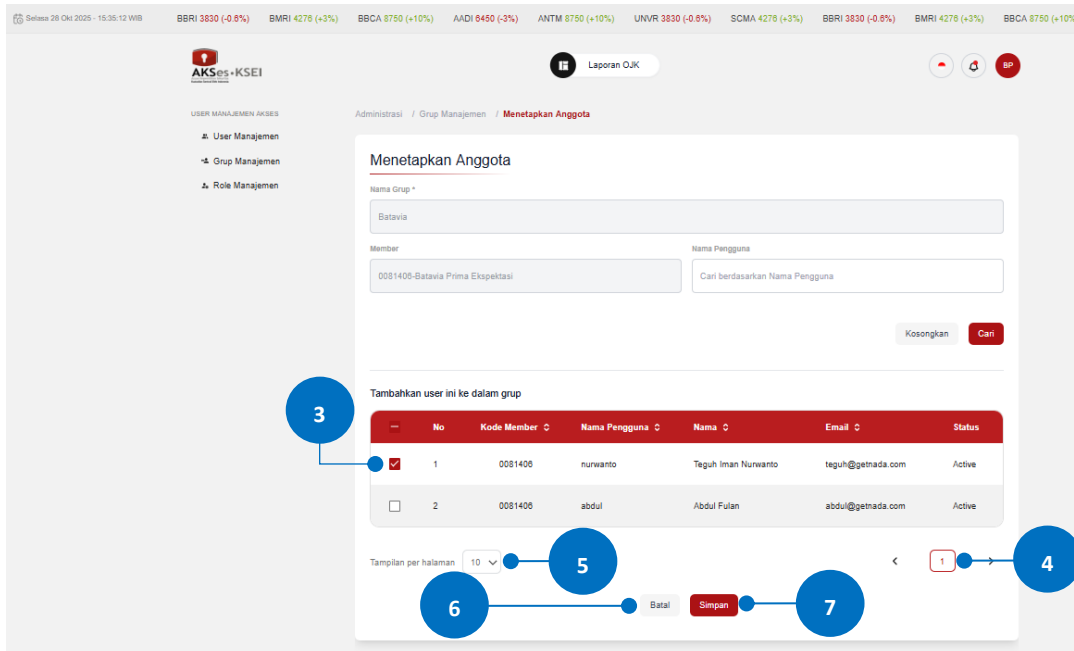 Selasa 28 Okt 2025 - 15:35:12 WIB BBRI 3830 (-0.6%) BMRI 4276 (+3%) BBCA 8750 (+10%) AADI 6450 (-3%) ANTM 8750 (+10%) UNVR 3830 (-0.6%) SCMA 4276 (+3%) BBRI 3830 (-0.6%) BMRI 4276 (+3%) BBCA 8750 (+10%
AKSes•KSEI
Laporan OJK
BP
USER MANAJEMEN AKSES
User Manajemen
Grup Manajemen
Role Manajemen
Administrasi / Grup Manajemen / Menetapkan Anggota
Menetapkan Anggota
Nama Grup *
Batavia
Member Nama Pengguna
0081406-Batavia Prima Ekspektasi Cari berdasarkan Nama Pengguna
Kosongkan Cari
Tambahkan user ini ke dalam grup
3
No Kode Member Nama Pengguna Nama Email Status
1 0081406 nurwanto Teguh Iman Nurwanto teguh@getnada.com Active
2 0081406 abdul Abdul Fulan abdul@getnada.com Active
Tampilan per halaman 10 5 < 1 > 4
6 Batal Simpan 7